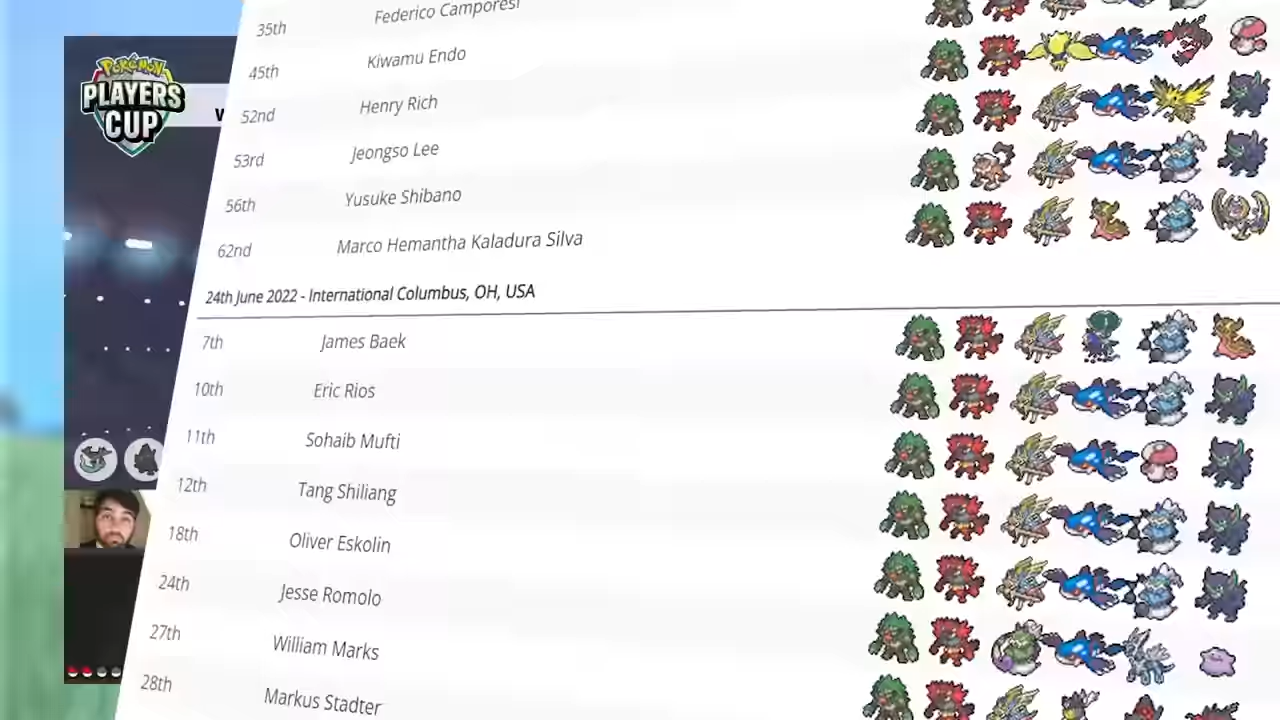 POKéMON
PLAYERS
CUP
35th Federico Camporesi
45th Kiwamu Endo
52nd Henry Rich
53rd Jeongso Lee
56th Yusuke Shibano
62nd Marco Hemantha Kaladura Silva
24th June 2022 - International Columbus, OH, USA
7th James Baek
10th Eric Rios
11th Sohaib Mufti
12th Tang Shiliang
18th Oliver Eskolin
24th Jesse Romolo
27th William Marks
28th Markus Stadter